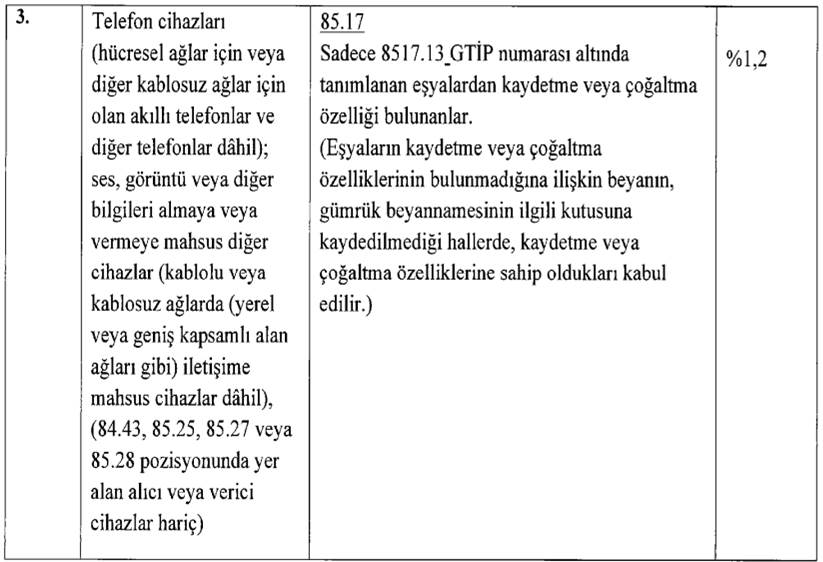 3.
Telefon cihazları
(hücresel ağlar için veya
diğer kablosuz ağlar için
olan akıllı telefonlar ve
diğer telefonlar dâhil);
ses, görüntü veya diğer
bilgileri almaya veya
vermeye mahsus diğer
cihazlar (kablolu veya
kablosuz ağlarda (yerel
veya geniş kapsamlı alan
ağları gibi) iletişime
mahsus cihazlar dâhil),
(84.43, 85.25, 85.27 veya
85.28 pozisyonunda yer
alan alıcı veya verici
cihazlar hariç)
85.17
Sadece 8517.13_GTİP numarası altında
tanımlanan eşyalardan kaydetme veya çoğaltma
özelliği bulunanlar.
(Eşyaların kaydetme veya çoğaltma
özelliklerinin bulunmadığına ilişkin beyanın,
gümrük beyannamesinin ilgili kutusuna
kaydedilmediği hallerde, kaydetme veya
çoğaltma özelliklerine sahip oldukları kabul
edilir.)
%1,2